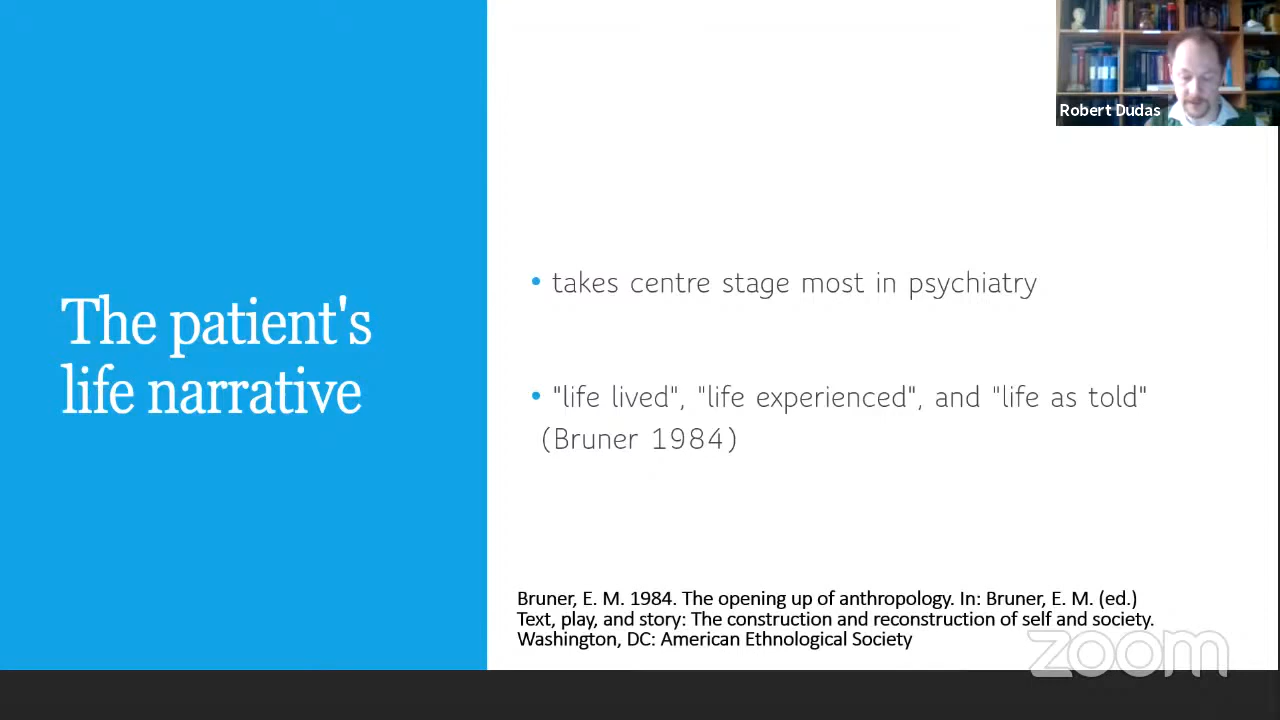 Robert Dudas
The patient's
life narrative
• takes centre stage most in psychiatry
• "life lived", "life experienced", and "life as told"
(Bruner 1984)
Bruner, E. M. 1984. The opening up of anthropology. In: Bruner, E. M. (ed.)
Text, play, and story: The construction and reconstruction of self and society.
Washington, DC: American Ethnological Society
zoom